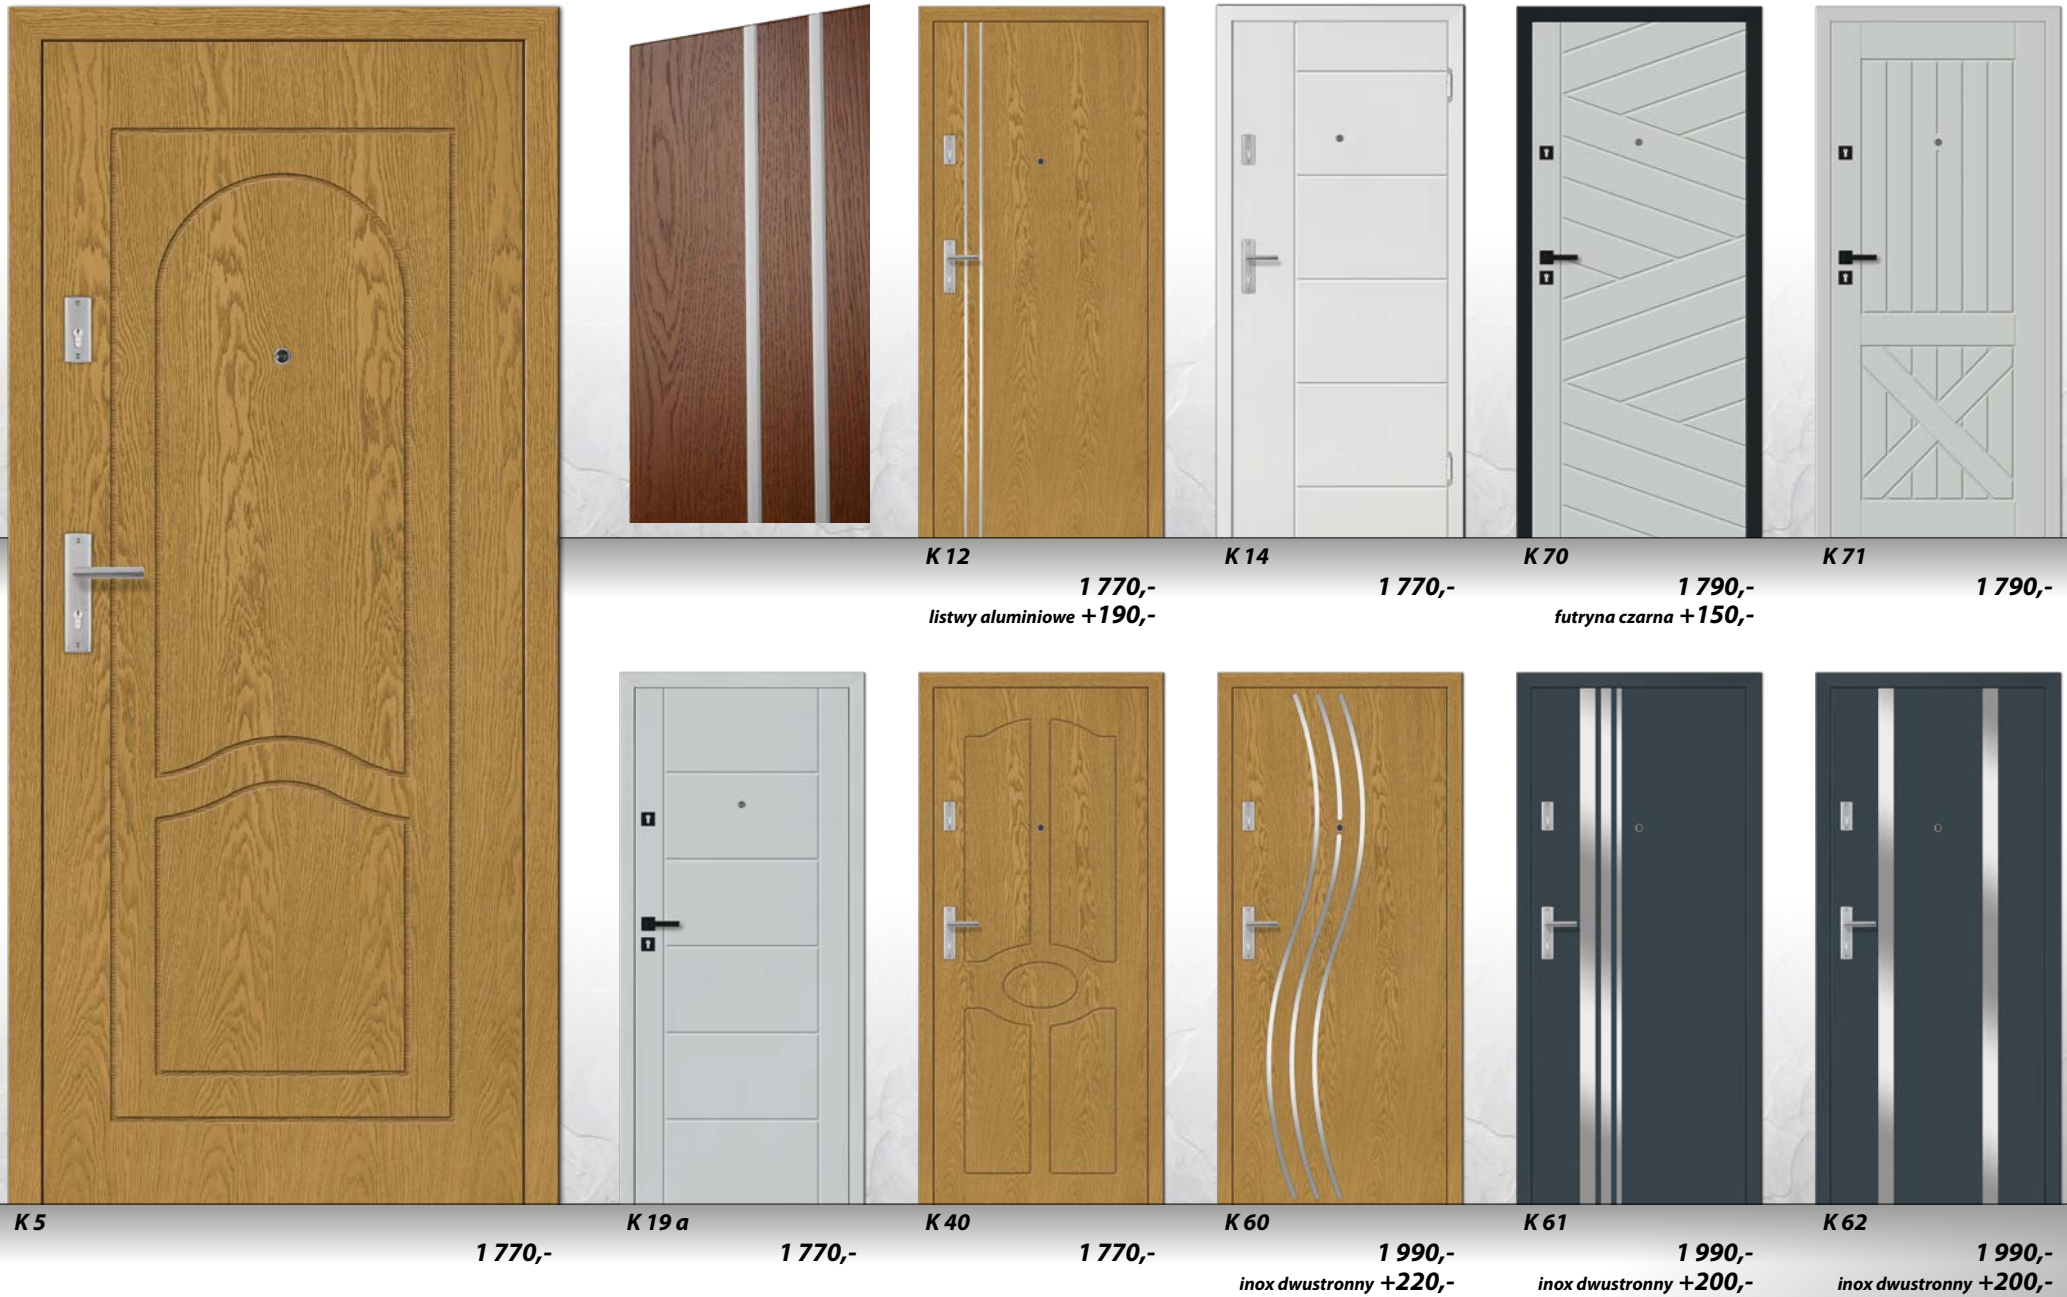 K 12
1 770,-
listwy aluminiowe +190,-
K 14
1 770,-
K 70
1 790,-
futryna czarna +150,-
K 71
1 790,-
K 5
1 770,-
K 19 a
1 770,-
K 40
1 770,-
K 60
1 990,-
inox dwustronny +220,-
K 61
1 990,-
inox dwustronny +200,-
K 62
1 990,-
inox dwustronny +200,-